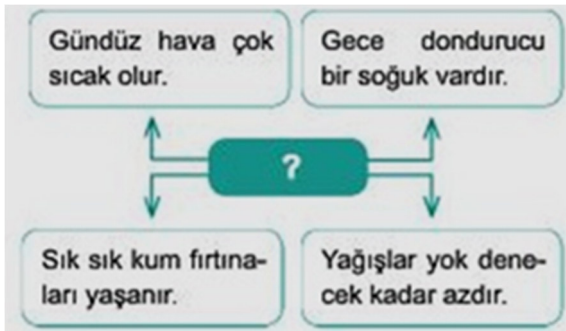 Gündüz hava çok
sıcak olur.
Gece dondurucu
bir soğuk vardır.
?
Sık sık kum fırtına-
ları yaşanır.
Yağışlar yok dene-
cek kadar azdır.